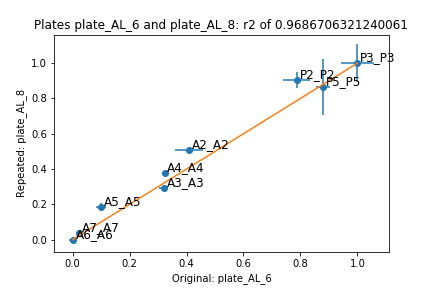 Plates plate_AL_6 and plate_AL_8: r2 of 0.9686706321240061
P3_P3
P2_P2
P5_P5
A2_A2
A4_A4
A3_A3
A5_A5
A7_A7
A6_A6
1.0
0.8
0.6
0.4
0.2
0.0
Repeated: plate_AL_8
0.0 0.2 0.4 0.6 0.8 1.0
Original: plate_AL_6